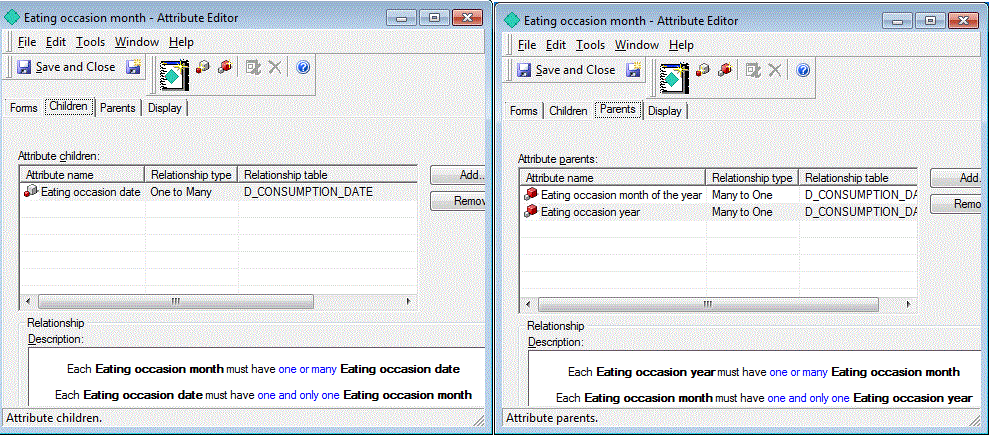 Eating occasion month - Attribute Editor
File Edit Tools Window Help
Save and Close
Forms Children Parents Display
Attribute children:
Attribute name Relationship type Relationship table
Eating occasion date One to Many D_CONSUMPTION_DATE
Add..
Remov
Relationship
Description:
Each Eating occasion month must have one or many Eating occasion date
Each Eating occasion date must have one and only one Eating occasion month
Attribute children.
Eating occasion month - Attribute Editor
File Edit Tools Window Help
Save and Close
Forms Children Parents Display
Attribute parents:
Attribute name Relationship type Relationship table
Eating occasion month of the year Many to One D_CONSUMPTION_DA
Eating occasion year Many to One D_CONSUMPTION_DA
Add.
Remo
Relationship
Description:
Each Eating occasion year must have one or many Eating occasion month
Each Eating occasion month must have one and only one Eating occasion year
Attribute parents.